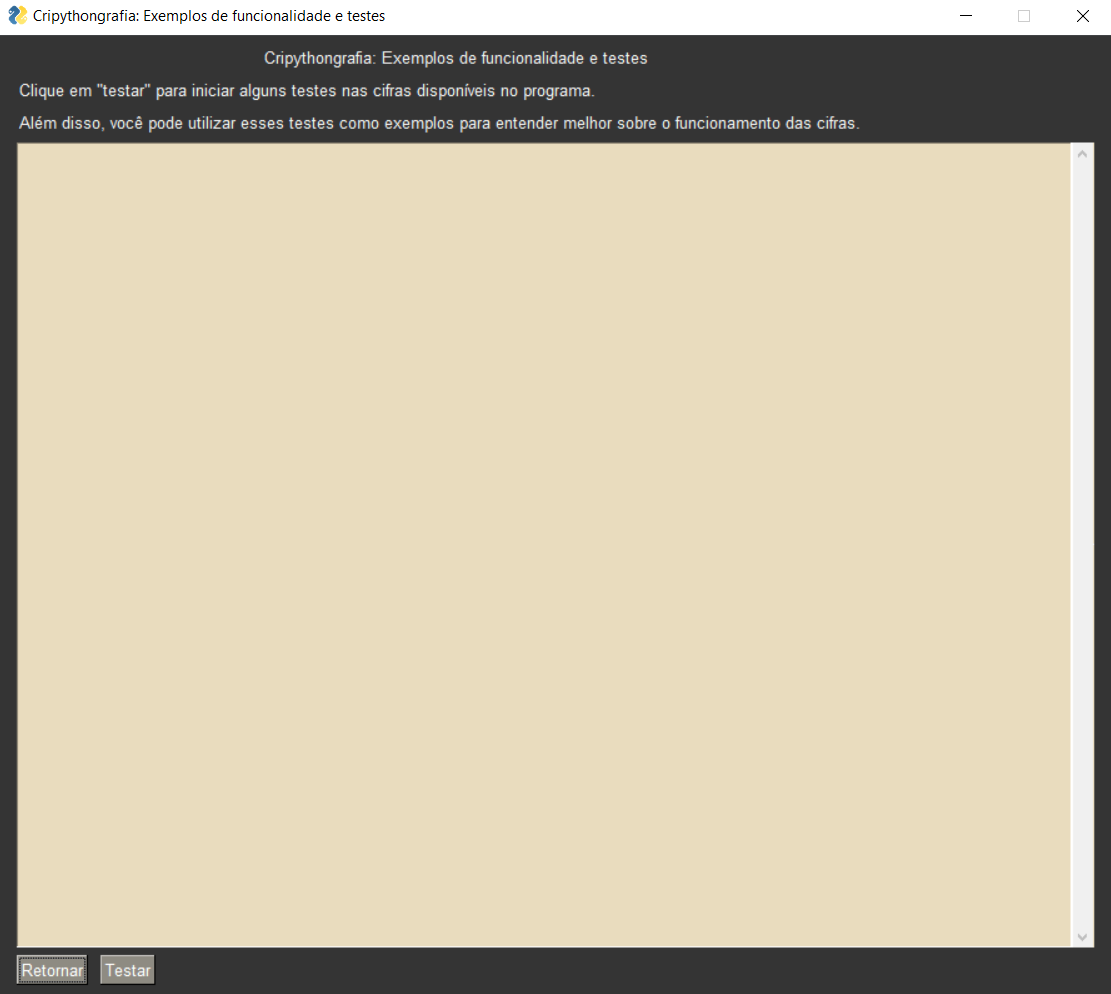 Cripythongrafia: Exemplos de funcionalidade e testes
Cripythongrafia: Exemplos de funcionalidade e testes
Clique em "testar" para iniciar alguns testes nas cifras disponíveis no programa.
Além disso, você pode utilizar esses testes como exemplos para entender melhor sobre o funcionamento das cifras.
Retornar Testar